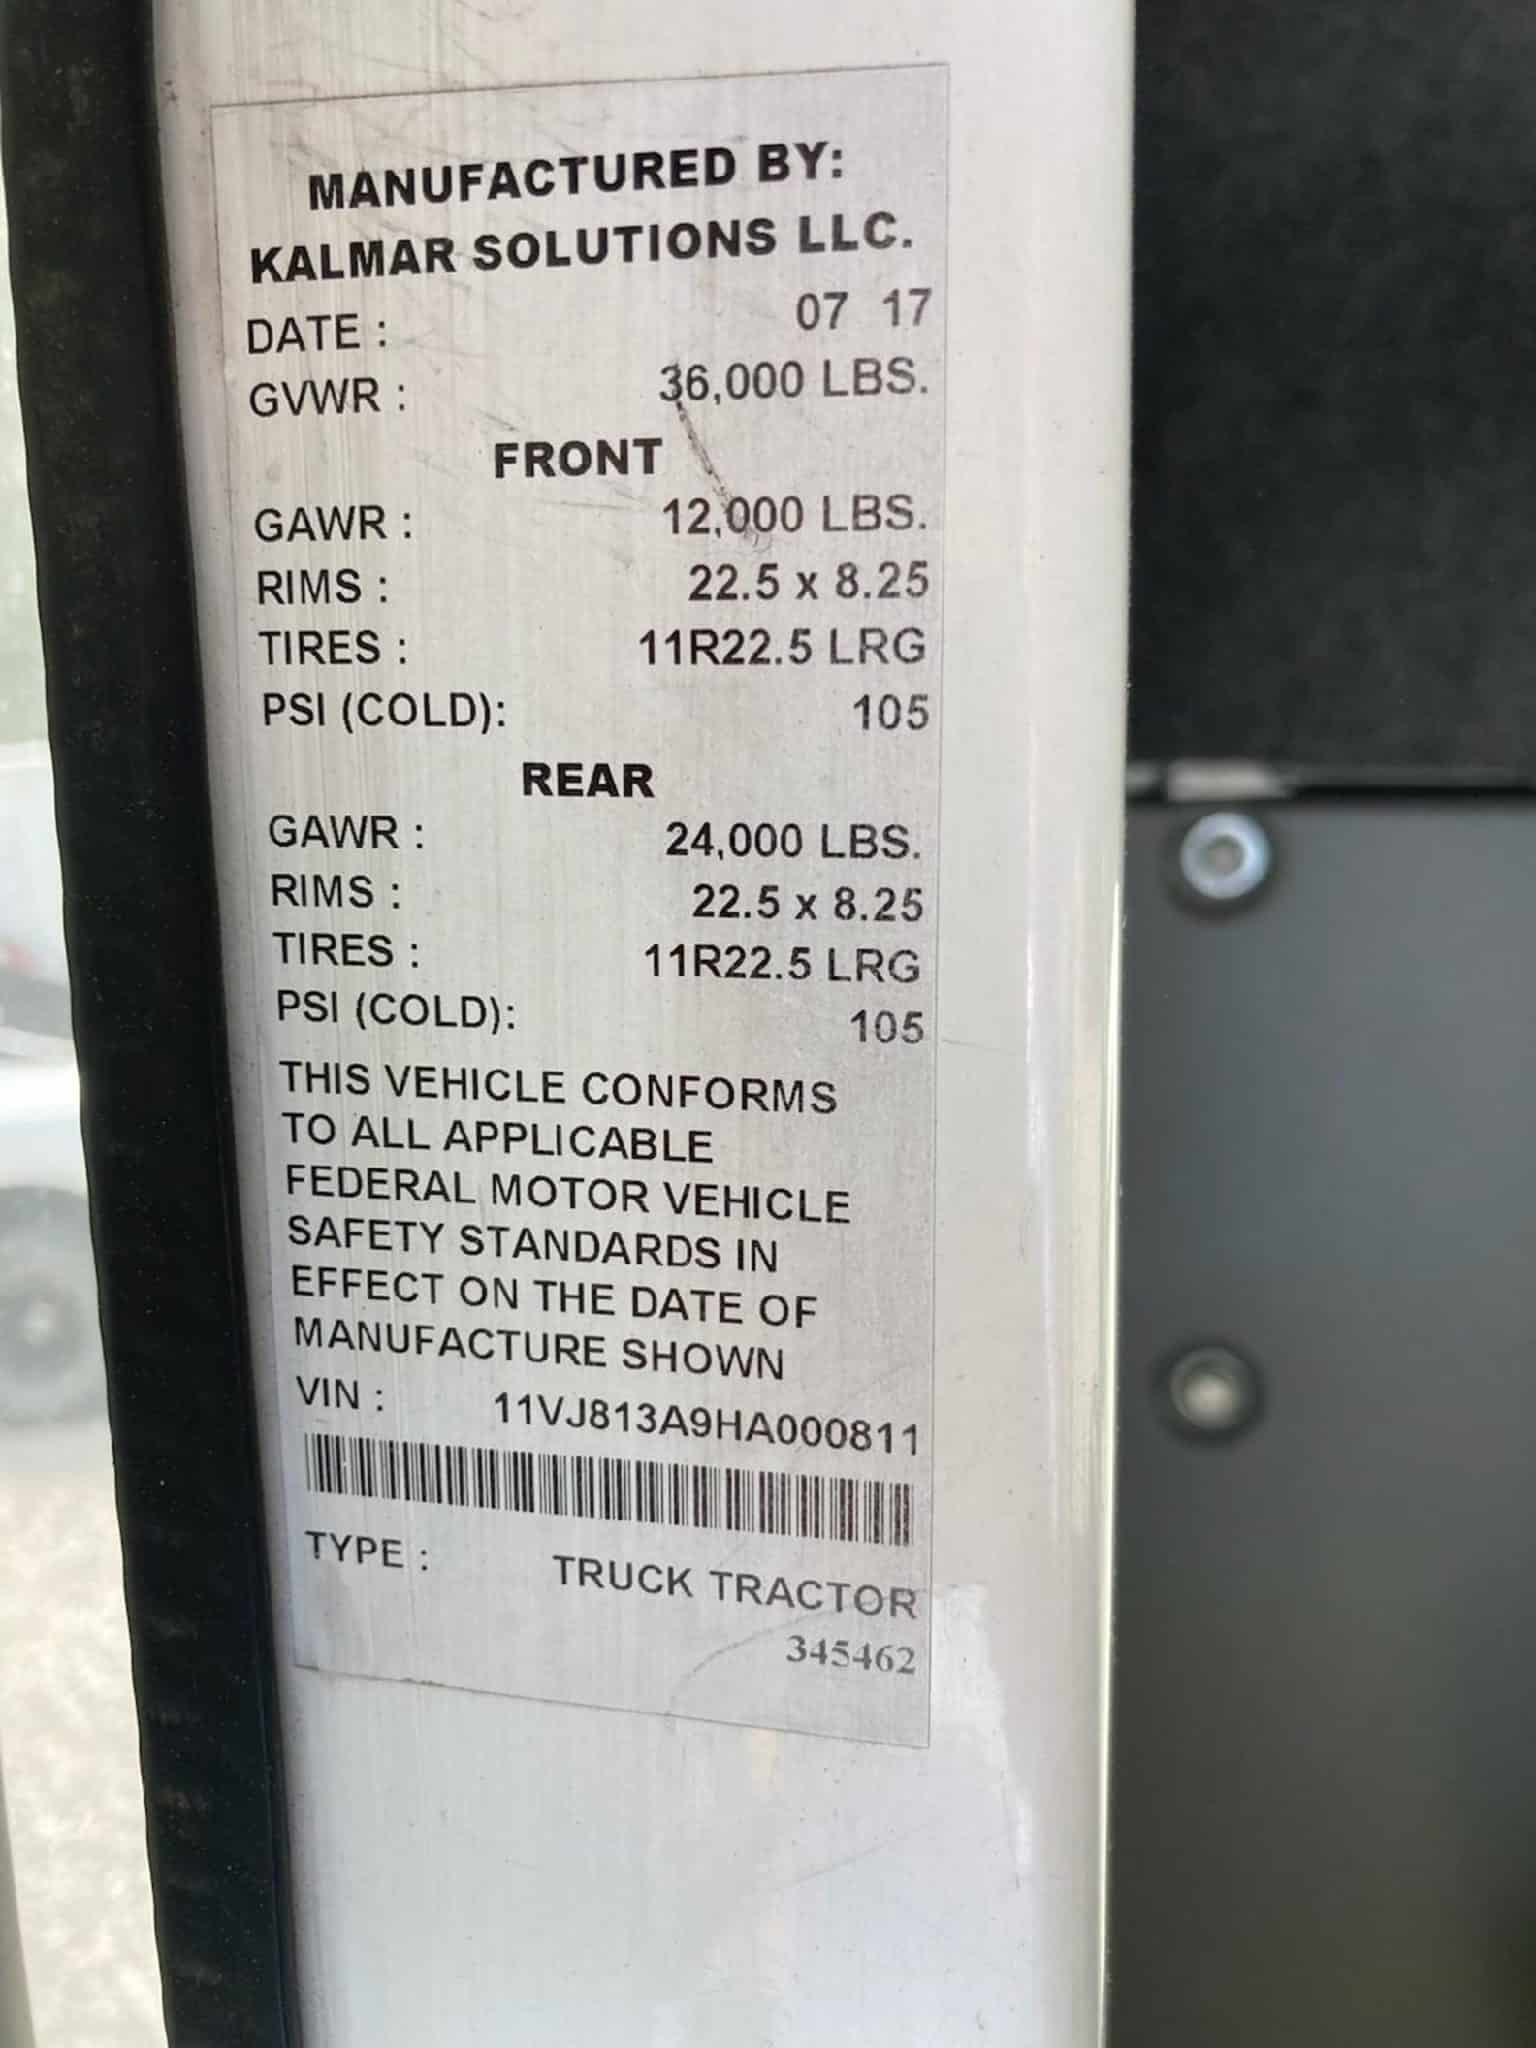 MANUFACTURED BY:
KALMAR SOLUTIONS LLC.
DATE : 07 17
GVWR : 36,000 LBS.
FRONT
GAWR : 12,000 LBS.
RIMS : 22.5 x 8.25
TIRES : 11R22.5 LRG
PSI (COLD): 105
REAR
GAWR : 24,000 LBS.
RIMS : 22.5 x 8.25
TIRES : 11R22.5 LRG
PSI (COLD): 105
THIS VEHICLE CONFORMS
TO ALL APPLICABLE
FEDERAL MOTOR VEHICLE
SAFETY STANDARDS IN
EFFECT ON THE DATE OF
MANUFACTURE SHOWN
VIN : 11VJ813A9HA000811
TYPE : TRUCK TRACTOR
345462